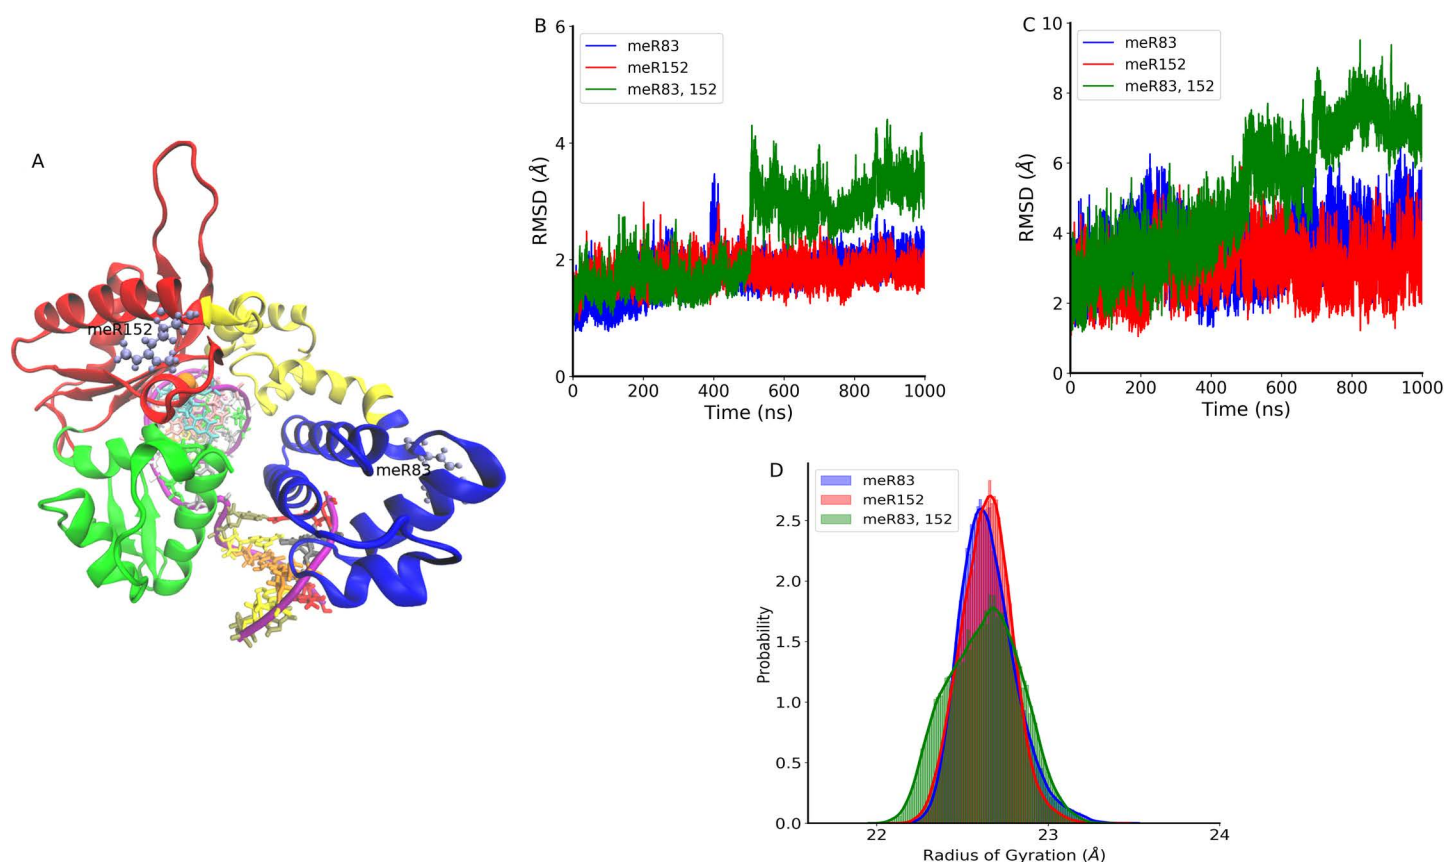 A
meR152
meR83
B
6
4
2
0
RMSD (Å)
meR83
meR152
meR83, 152
0 200 400 600 800 1000
Time (ns)
C
10
8
6
4
2
0
RMSD (Å)
meR83
meR152
meR83, 152
0 200 400 600 800 1000
Time (ns)
D
2.5
2.0
1.5
1.0
0.5
0.0
Probability
meR83
meR152
meR83, 152
22 23 24
Radius of Gyration (Å)